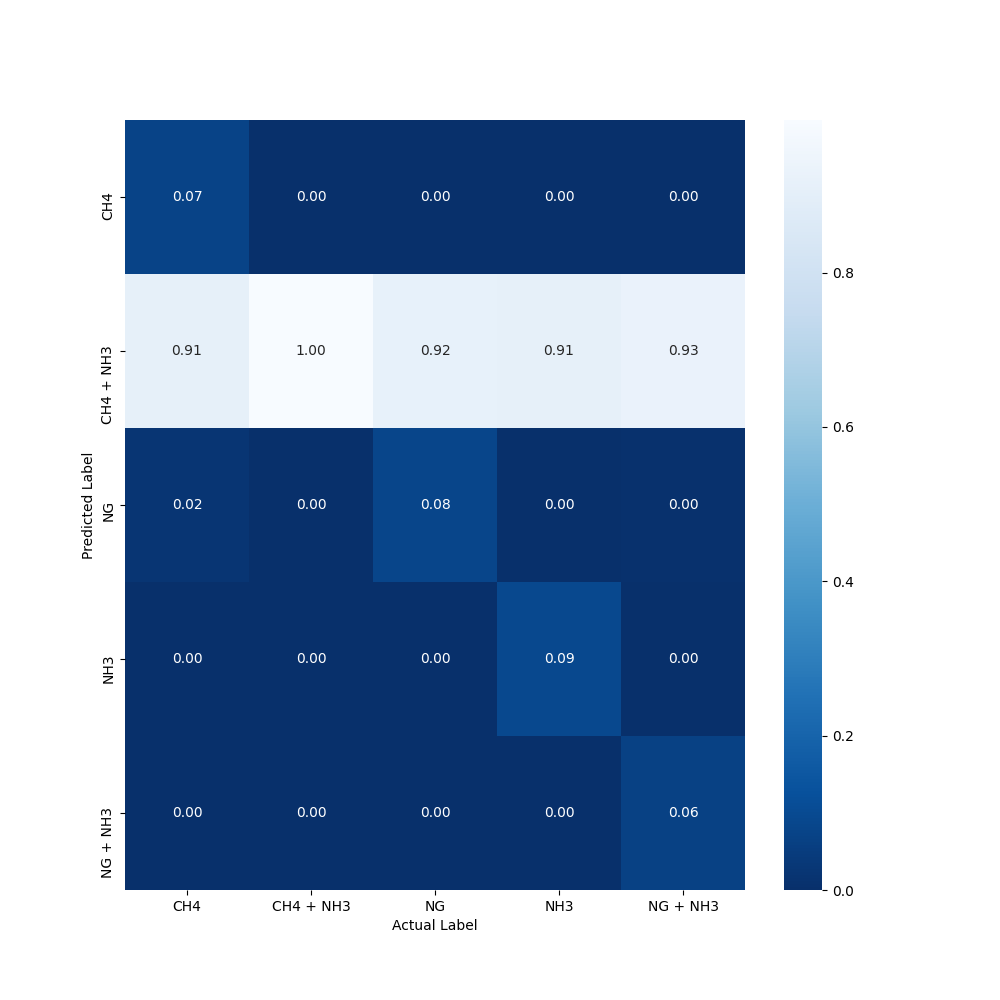 CH4
0.07 0.00 0.00 0.00 0.00
CH4 + NH3
0.91 1.00 0.92 0.91 0.93
Predicted Label
NG
0.02 0.00 0.08 0.00 0.00
NH3
0.00 0.00 0.00 0.09 0.00
NG + NH3
0.00 0.00 0.00 0.00 0.06
CH4 CH4 + NH3 NG NH3 NG + NH3
Actual Label
0.8
0.6
0.4
0.2
0.0